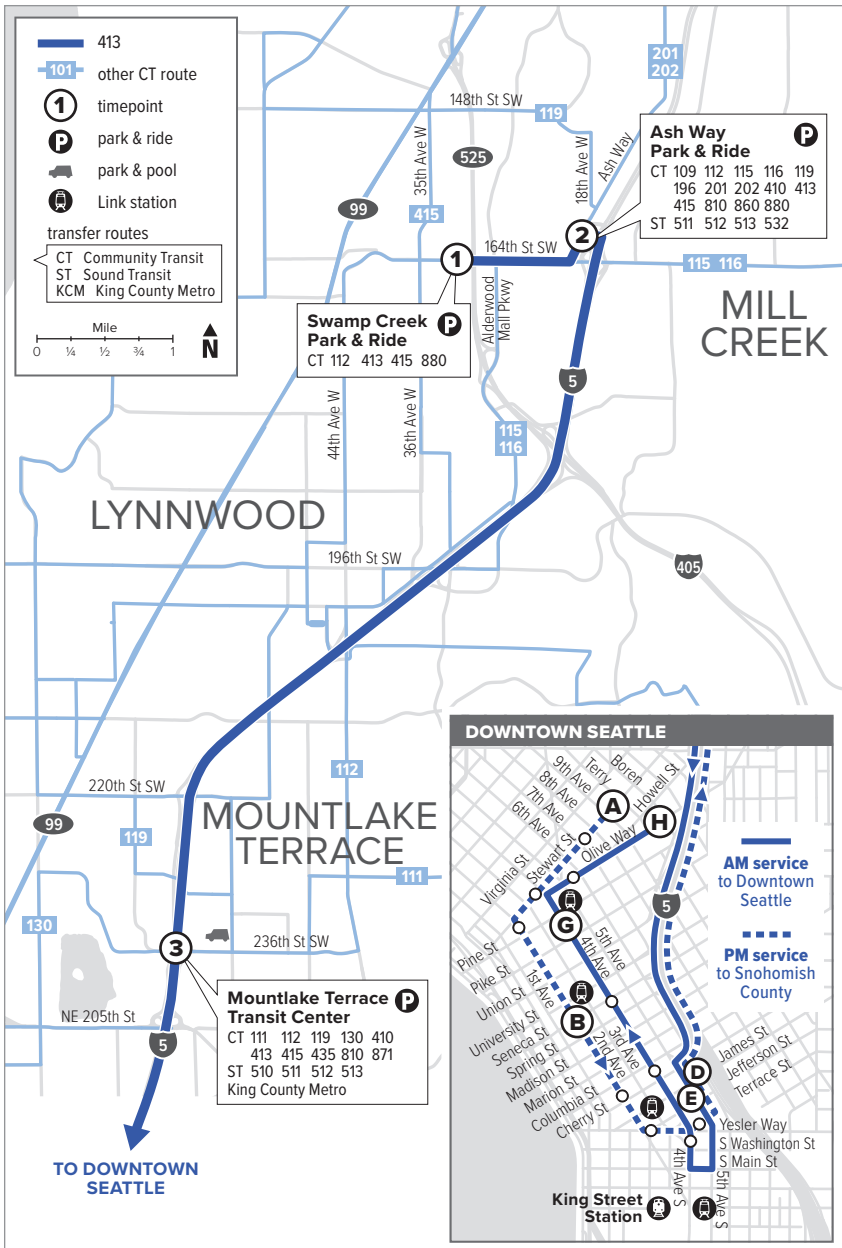 413
101 other CT route
1 timepoint
P park & ride
park & pool
Link station
transfer routes
CT Community Transit
ST Sound Transit
KCM King County Metro
Mile
0 ¼ ½ ¾ 1
N
201
202
148th St SW
119
35th Ave W
525
18th Ave W
Ash Way
99
415
Ash Way
Park & Ride
P
CT 109 112 115 116 119
196 201 202 410 413
415 810 860 880
ST 511 512 513 532
1
164th St SW
2
115 116
Swamp Creek
Park & Ride
P
CT 112 413 415 880
Alderwood
Mall Pkwy
MILL
CREEK
5
44th Ave W
36th Ave W
115
116
LYNNWOOD
196th St SW
405
112
220th St SW
99
119
MOUNTLAKE
TERRACE
111
130
3
236th St SW
NE 205th St
5
Mountlake Terrace
Transit Center
P
CT 111 112 119 130 410
413 415 435 810 871
ST 510 511 512 513
King County Metro
TO DOWNTOWN
SEATTLE
DOWNTOWN SEATTLE
Boren
Terry
9th Ave
8th Ave
7th Ave
6th Ave
A
Howell St
H
Olive Way
Stewart St
Virginia St
AM service
to Downtown
Seattle
5
PM service
to Snohomish
County
G
5th Ave
4th Ave
Pine St
Pike St
Union St
University St
Seneca St
Spring St
Madison St
Marion St
Columbia St
Cherry St
1st Ave
B
3rd Ave
2nd Ave
D
E
James St
Jefferson St
Terrace St
Yesler Way
S Washington St
S Main St
4th Ave S
5th Ave S
King Street
Station